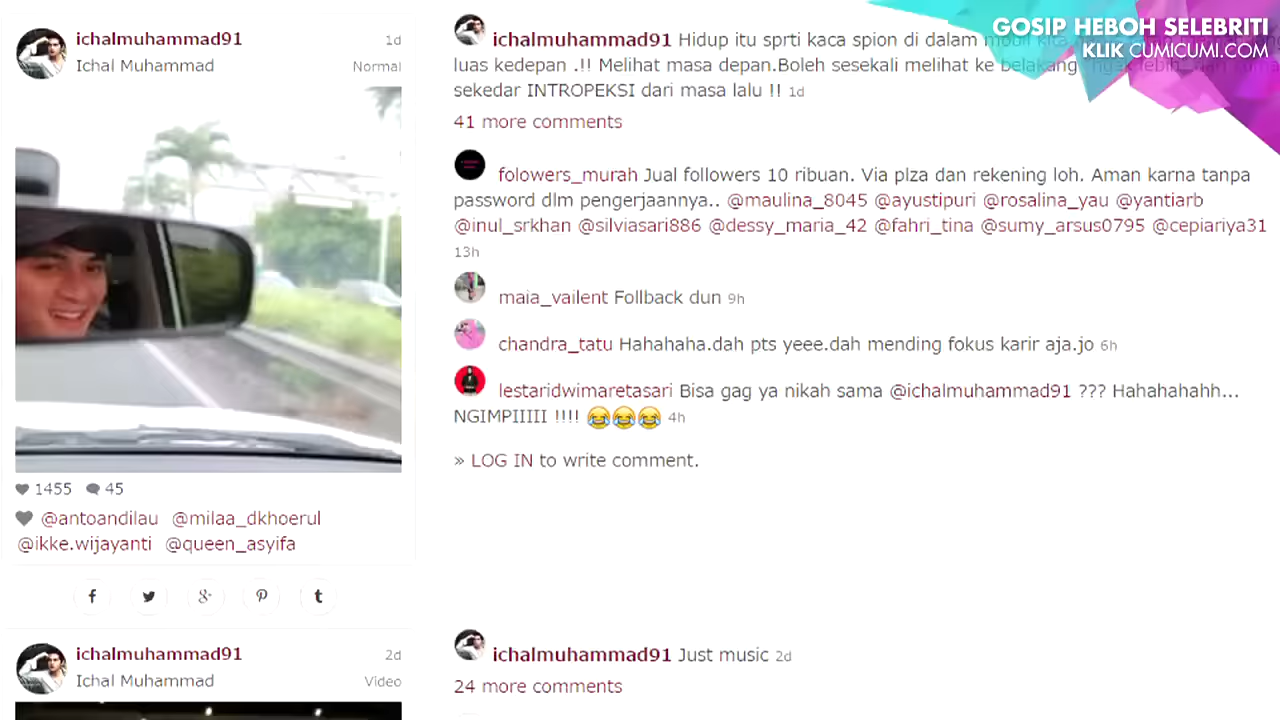 GOSIP HEBOH SELEBRITI
KLIK CUMICUMI.COM
ichalmuhammad91 1d
Ichal Muhammad Normal
1455 45
@antoandilau @milaa_dkhoerul
@ikke.wijayanti @queen_asyifa
ichalmuhammad91 Hidup itu sprti kaca spion di dalam mobil kita
luas kedepan .!! Melihat masa depan.Boleh sesekali melihat ke belakang
sekedar INTROPEKSI dari masa lalu !! 1d
41 more comments
folowers_murah Jual followers 10 ribuan. Via plza dan rekening loh. Aman karna tanpa
password dlm pengerjaannya.. @maulina_8045 @ayustipuri @rosalina_yau @yantiarb
@inul_srkhan @silviasari886 @dessy_maria_42 @fahri_tina @sumy_arsus0795 @cepiariya31
13h
maia_vailent Follback dun 9h
chandra_tatu Hahahaha.dah pts yeee.dah mending fokus karir aja.jo 6h
lestaridwimaretasari Bisa gag ya nikah sama @ichalmuhammad91 ??? Hahahahahh...
NGIMPIIIII !!!! 😂😂😂 4h
» LOG IN to write comment.
ichalmuhammad91 2d
Ichal Muhammad Video
ichalmuhammad91 Just music 2d
24 more comments